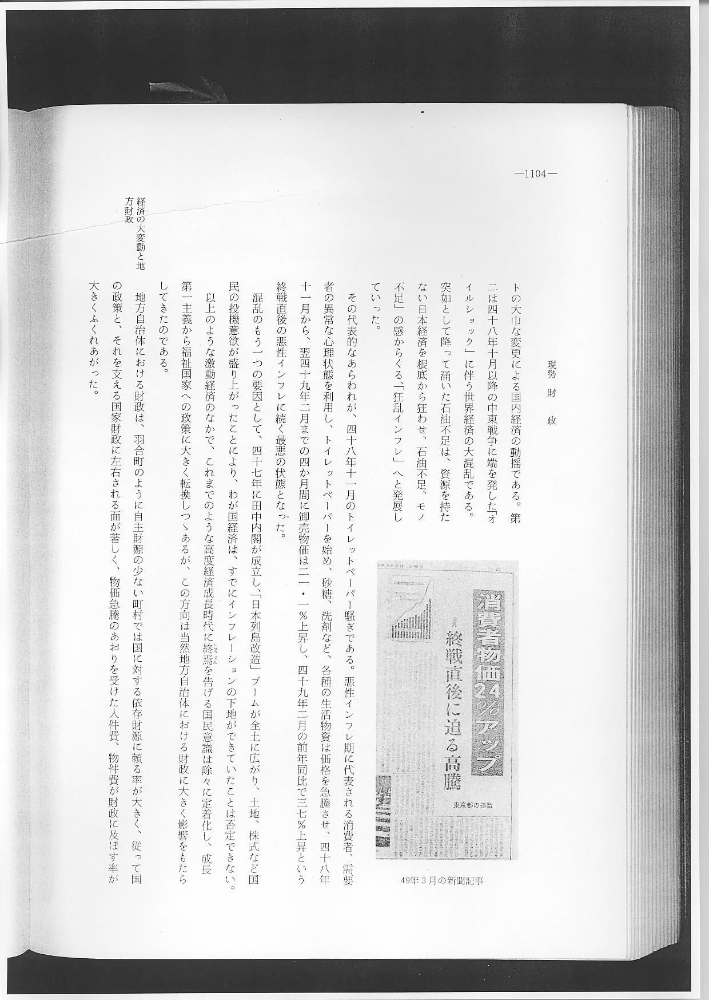 ―1104―
現勢 財 政
トの大巾な変更による国内経済の動揺である。第
二は四十八年十月以降の中東戦争に端を発した「オ
イルショック」に伴う世界経済の大混乱である。
突如として降って涌いた石油不足は、資源を持た
ない日本経済を根底から狂わせ、石油不足、モノ
不足」の感からくる、「狂乱インフレ」へと発展し
ていった。
消費者物価24%アップ
2月
終戦直後に迫る高騰
東京都の指数
49年3月の新聞記事
その代表的なあらわれが、四十八年十一月のトイレットペーパー騒ぎである。悪性インフレ期に代表される消費者、需要
者の異常な心理状態を利用し、トイレットペーパーを始め、砂糖、洗剤など、各種の生活物資は価格を急騰させ、四十八年
十一月から、翌四十九年二月までの四か月間に卸売物価は二一・一%上昇し、四十九年二月の前年同比で三七%上昇という
終戦直後の悪性インフレに続く最悪の状態となった。
混乱のもう一つの要因として、四十七年に田中内閣が成立し、「日本列島改造」ブームが全土に広がり、土地、株式など国
民の投機意欲が盛り上がったことにより、わが国経済は、すでにインフレーションの下地ができていたことは否定できない。
以上のような激動経済のなかで、これまでのような高度経済成長時代に終焉を告げる国民意識は除々に定着化し、成長
第一主義から福祉国家への政策に大きく転換しつゝあるが、この方向は当然地方自治体における財政に大きく影響をもたら
してきたのである。
経済の大変動と地
方財政
地方自治体における財政は、羽合町のように自主財源の少ない町村では国に対する依存財源に頼る率が大きく、従って国
の政策と、それを支える国家財政に左右される面が著しく、物価急騰のあおりを受けた人件費、物件費が財政に及ぼす率が
大きくふくれあがった。